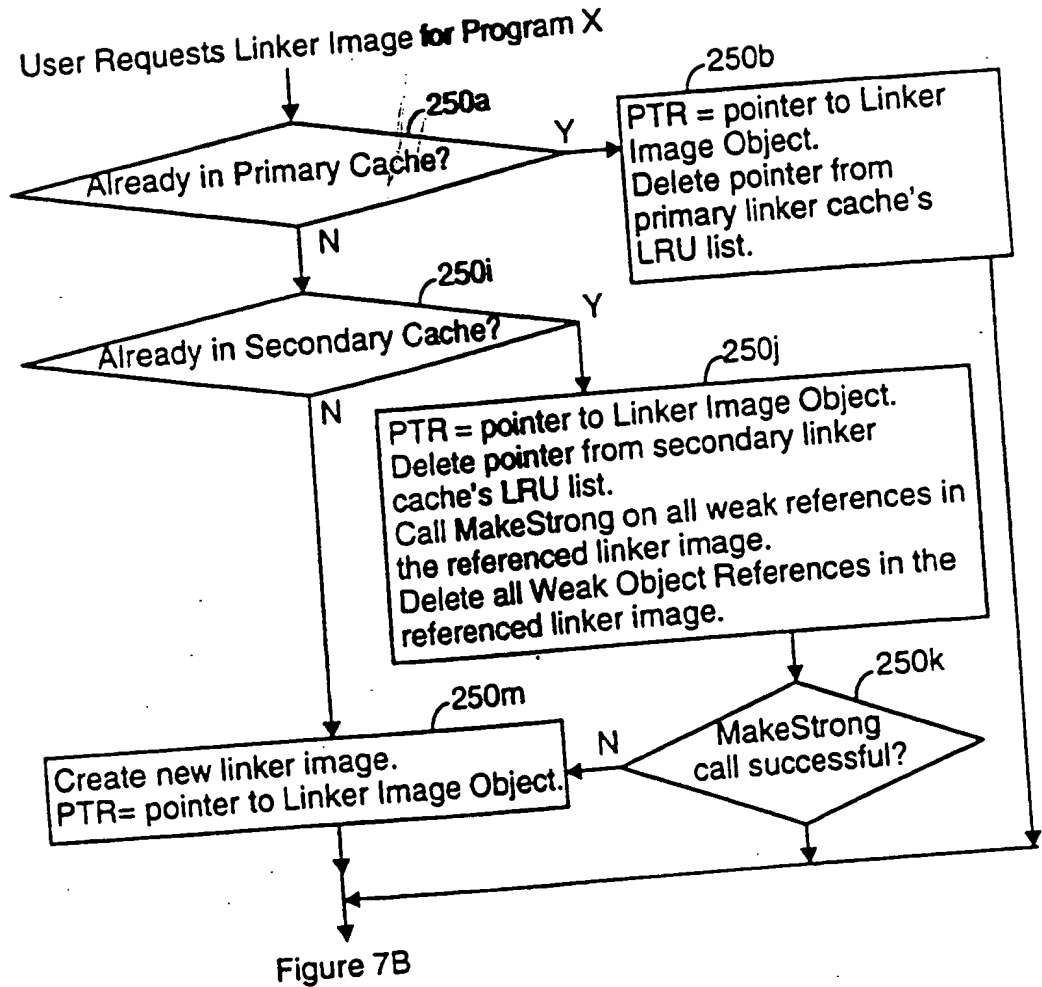 User Requests Linker Image for Program X
250a
Already in Primary Cache?
Y
N
250b
PTR = pointer to Linker
Image Object.
Delete pointer from
primary linker cache's
LRU list.
250i
Already in Secondary Cache?
Y
N
250j
PTR = pointer to Linker Image Object.
Delete pointer from secondary linker
cache's LRU list.
Call MakeStrong on all weak references in
the referenced linker image.
Delete all Weak Object References in the
referenced linker image.
250k
MakeStrong
call successful?
N
250m
Create new linker image.
PTR= pointer to Linker Image Object.
Figure 7B